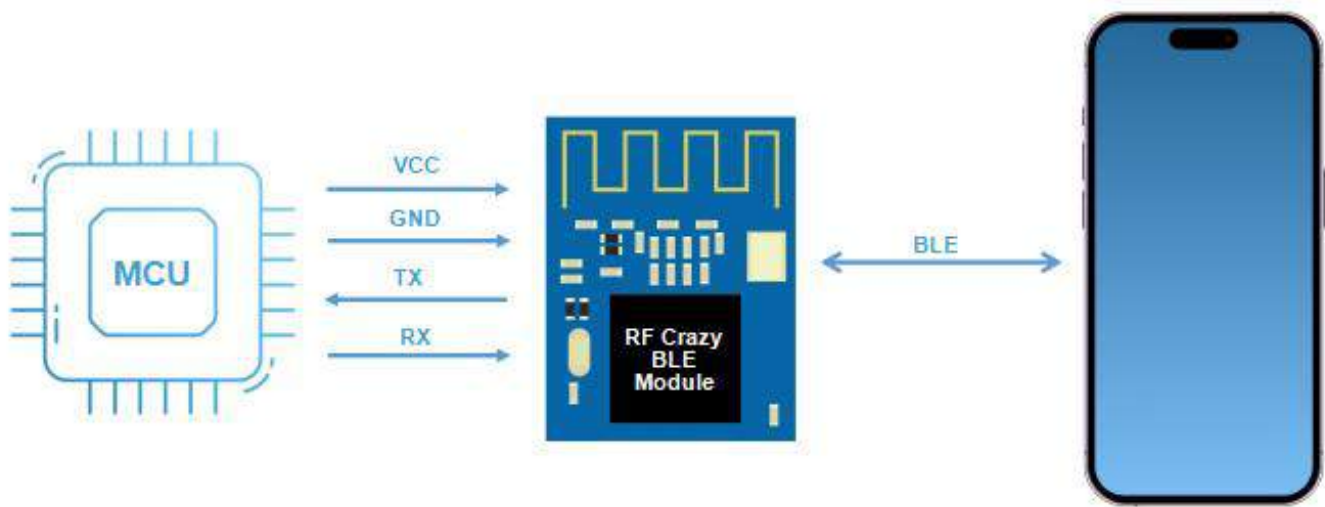 MCU
VCC
GND
TX
RX
RF Crazy
BLE
Module
BLE